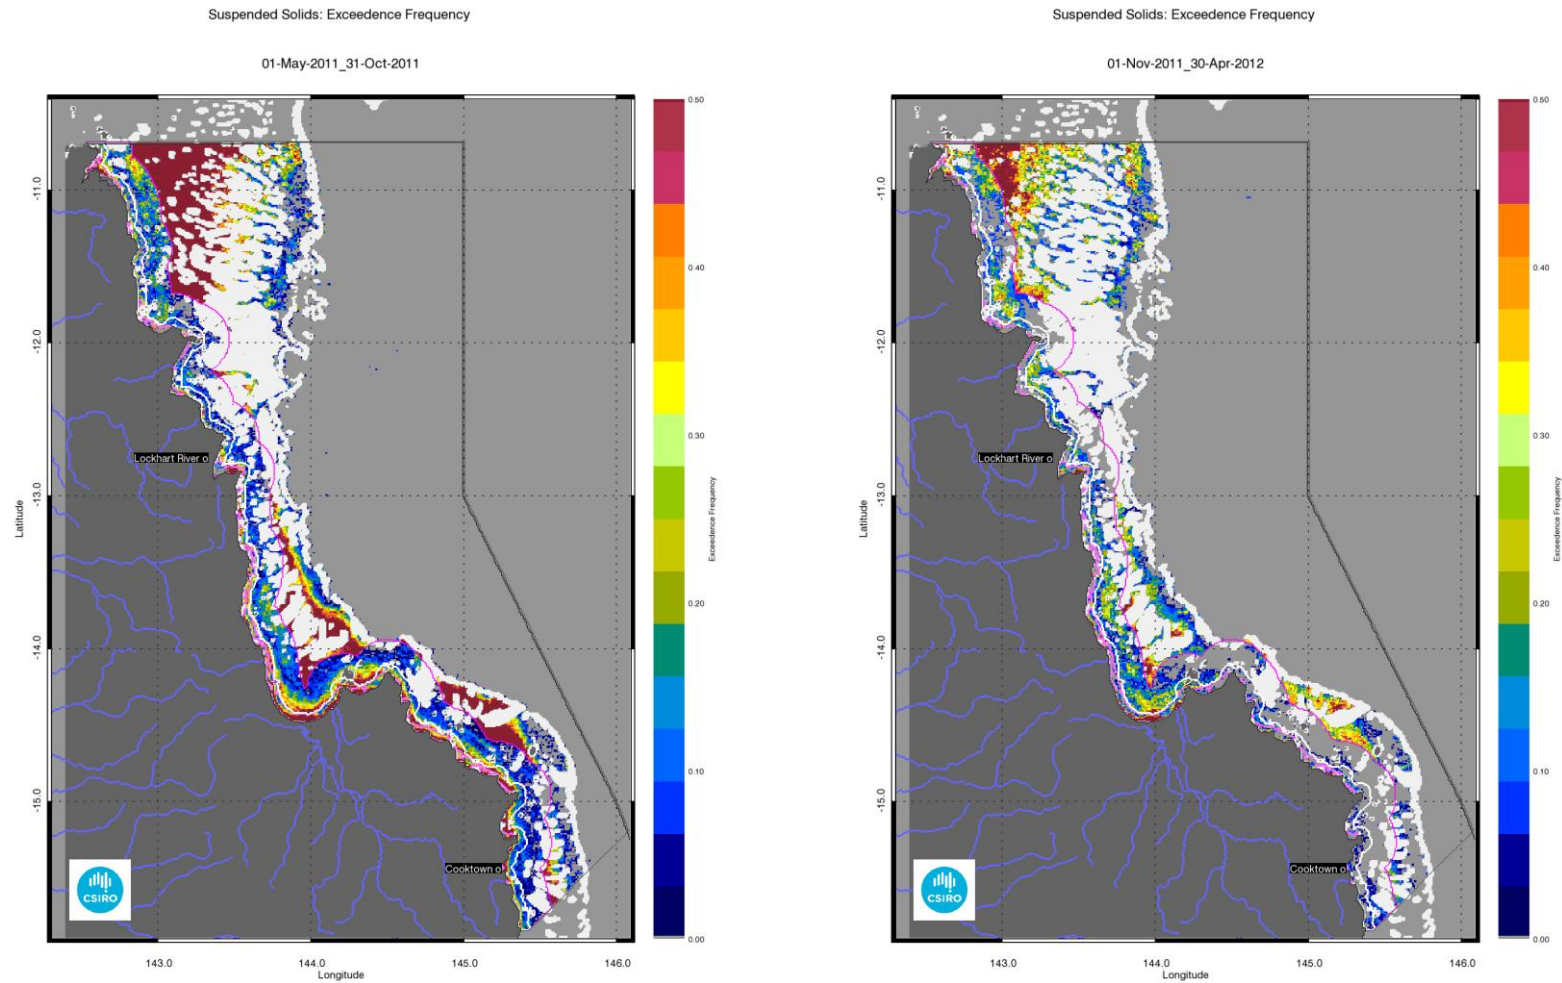 Suspended Solids: Exceedence Frequency
01-May-2011_31-Oct-2011
0.50
0.40
0.30
0.20
0.10
0.00
Exceedence Frequency
-11.0
-12.0
-13.0
-14.0
-15.0
Latitude
Lockhart River o
Cooktown o
CSIRO
143.0 144.0 145.0 146.0
Longitude
Suspended Solids: Exceedence Frequency
01-Nov-2011_30-Apr-2012
0.50
0.40
0.30
0.20
0.10
0.00
Exceedence Frequency
-11.0
-12.0
-13.0
-14.0
-15.0
Latitude
Lockhart River o
Cooktown o
CSIRO
143.0 144.0 145.0 146.0
Longitude